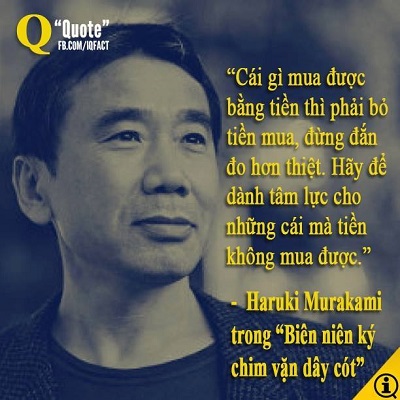 Q "Quote"
FB.COM/IQFACT
“Cái gì mua được
bằng tiền thì phải bỏ
tiền mua, đừng đắn
đo hơn thiệt. Hãy để
dành tâm lực cho
những cái mà tiền
không mua được.”
- Haruki Murakami
trong “Biên niên ký
chim vặn dây cót”
i